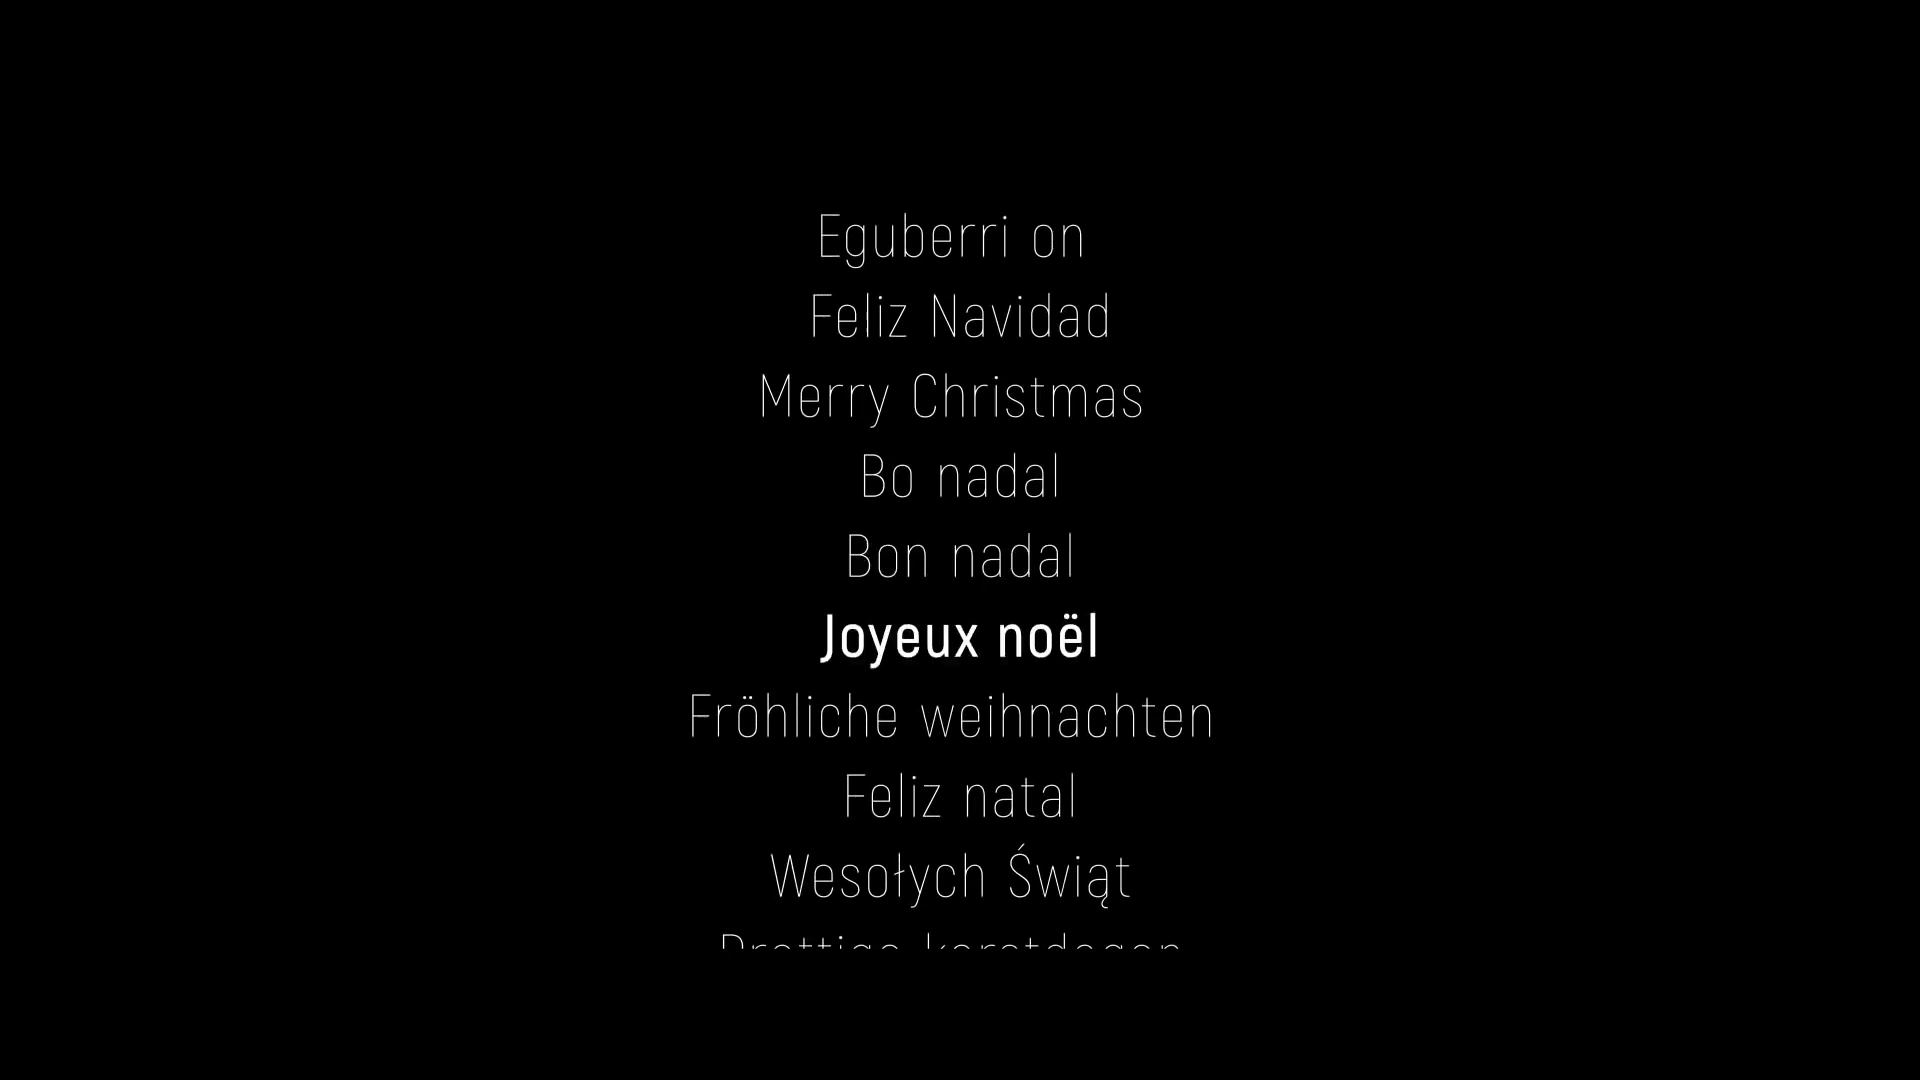 Eguberri on
Feliz Navidad
Merry Christmas
Bo nadal
Bon nadal
Joyeux noël
Fröhliche weihnachten
Feliz natal
Wesołych Świąt